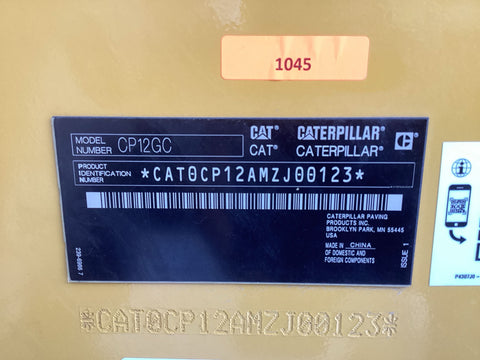 1045
MODEL NUMBER CP12GC
CAT CATERPILLAR C
CAT® CATERPILLAR®
PRODUCT IDENTIFICATION NUMBER *CAT0CP12AMZJ00123*
CATERPILLAR PAVING
PRODUCTS INC.
BROOKLYN PARK, MN 55445
USA
MADE IN CHINA
OF DOMESTIC AND
FOREIGN COMPONENTS
ISSUE 1
*CAT0CP12AMZJ00123*